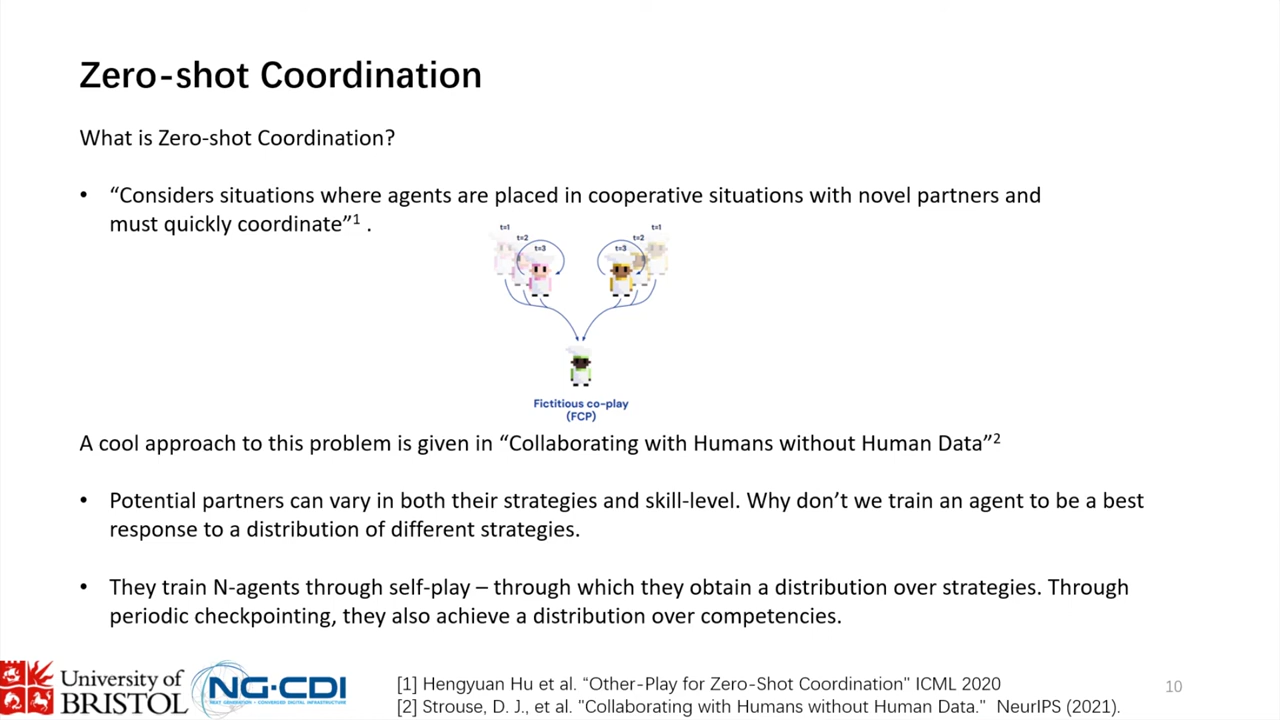 Zero-shot Coordination
What is Zero-shot Coordination?
• “Considers situations where agents are placed in cooperative situations with novel partners and
must quickly coordinate”1 .
t=1
t=2
t=3
t=1
t=2
t=3
Fictitious co-play
(FCP)
A cool approach to this problem is given in “Collaborating with Humans without Human Data”2
• Potential partners can vary in both their strategies and skill-level. Why don’t we train an agent to be a best
response to a distribution of different strategies.
• They train N-agents through self-play – through which they obtain a distribution over strategies. Through
periodic checkpointing, they also achieve a distribution over competencies.
University of
BRISTOL
NG-CDI
NEXT GENERATION - CONVERGED DIGITAL INFRASTRUCTURE
[1] Hengyuan Hu et al. “Other-Play for Zero-Shot Coordination" ICML 2020
[2] Strouse, D. J., et al. "Collaborating with Humans without Human Data." NeurIPS (2021).
10